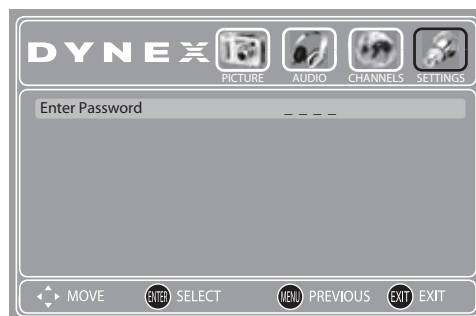 DYNEX
PICTURE AUDIO CHANNELS SETTINGS
Enter Password _ _ _ _
MOVE ENTER SELECT MENU PREVIOUS EXIT EXIT